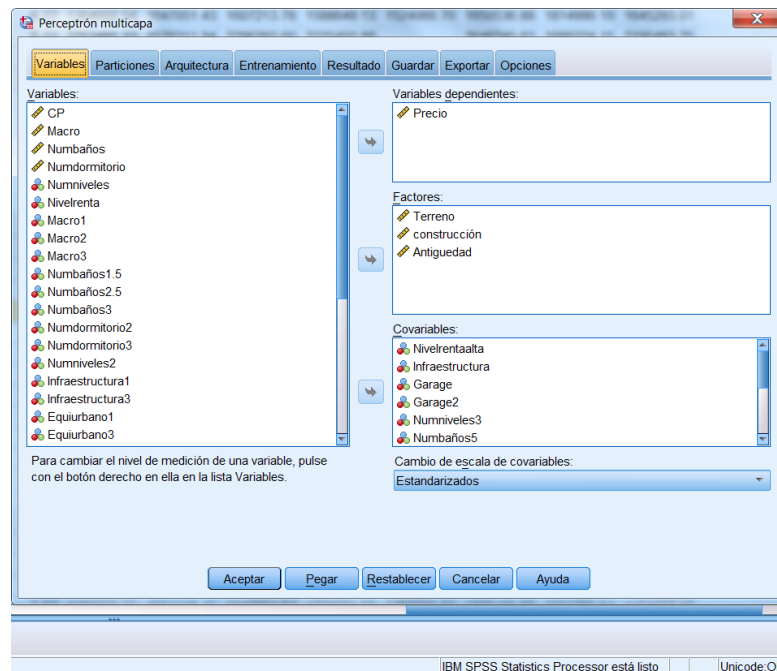 Perceptrón multicapa
Variables Particiones Arquitectura Entrenamiento Resultado Guardar Exportar Opciones
Variables:
CP
Macro
Numbaños
Numdormitorio
Numniveles
Nivelrenta
Macro1
Macro2
Macro3
Numbaños1.5
Numbaños2.5
Numbaños3
Numdormitorio2
Numdormitorio3
Numniveles2
Infraestructura1
Infraestructura3
Equiurbano1
Equiurbano3
Para cambiar el nivel de medición de una variable, pulse
con el botón derecho en ella en la lista Variables.
Variables dependientes:
Precio
Factores:
Terreno
construcción
Antiguedad
Covariables:
Nivelrentaalta
Infraestructura
Garage
Garage2
Numniveles3
Numbaños5
Cambio de escala de covariables:
Estandarizados
Aceptar Pegar Restablecer Cancelar Ayuda
IBM SPSS Statistics Processor está listo Unicode:O